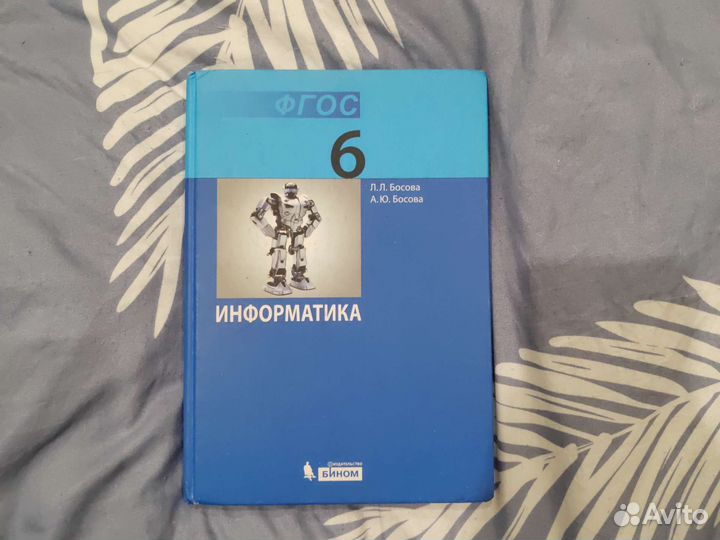 ФГОС
6
Л.Л. Босова
А.Ю. Босова
ИНФОРМАТИКА
издательство
БИНОМ
Avito